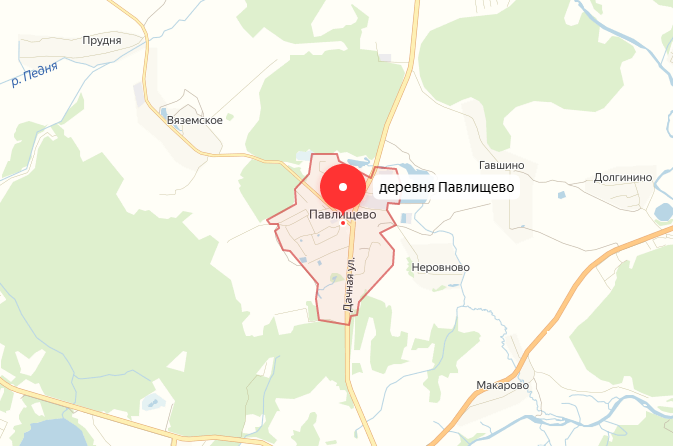 Прудня
р. Педня
Вяземское
Гавшино
Долгинино
деревня Павлищево
Павлищево
Неровново
Дачная ул.
Макарово